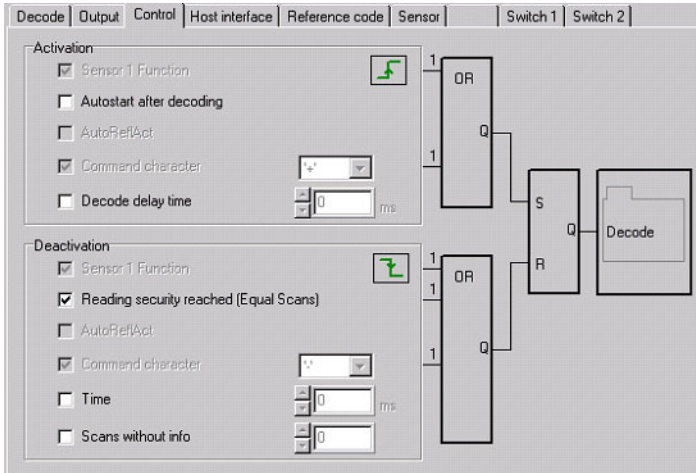 Decode Output Control Host interface Reference code Sensor Switch 1 Switch 2
Activation
Sensor 1 Function
Autostart after decoding
AutoReflAct
Command character '+'
Decode delay time 0 ms
1
OR
Q
1
S
Q
R
Decode
Deactivation
Sensor 1 Function
Reading security reached (Equal Scans)
AutoReflAct
Command character '-'
Time 0 ms
Scans without info 0
1
OR
1
Q
1